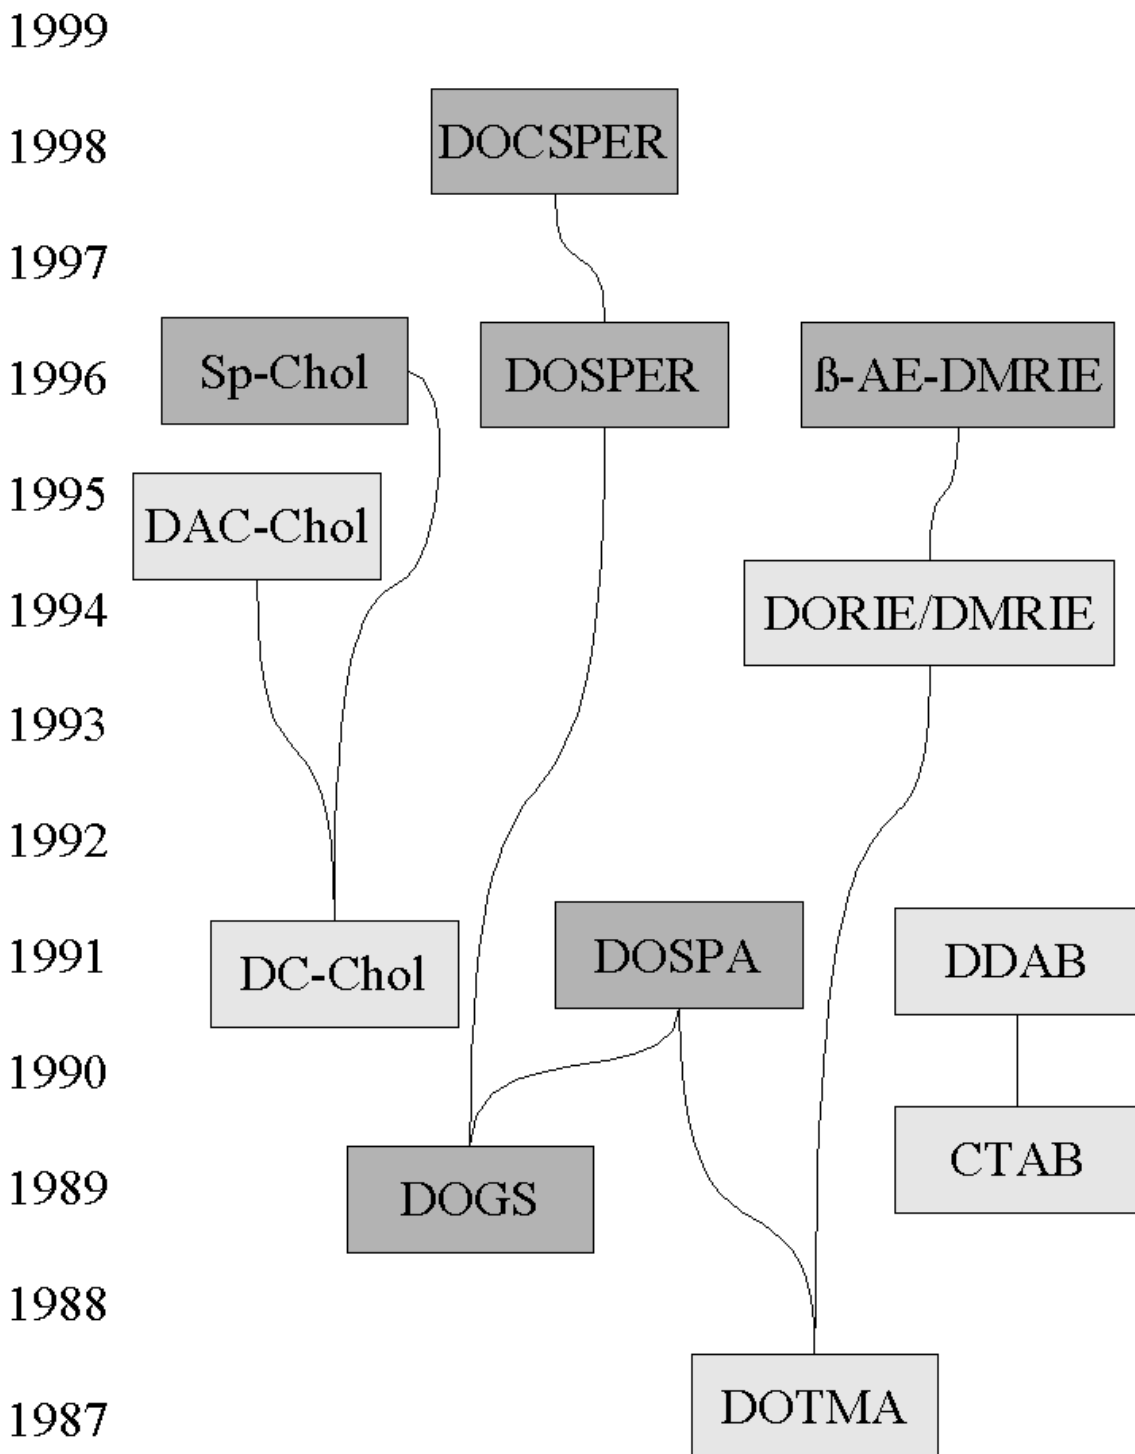 1999
DOCSPER
1998
1997
Sp-Chol
DOSPER
ß-AE-DMRIE
1996
1995
DAC-Chol
1994
DORIE/DMRIE
1993
1992
1991
DC-Chol
DOSPA
DDAB
1990
CTAB
1989
DOGS
1988
DOTMA
1987